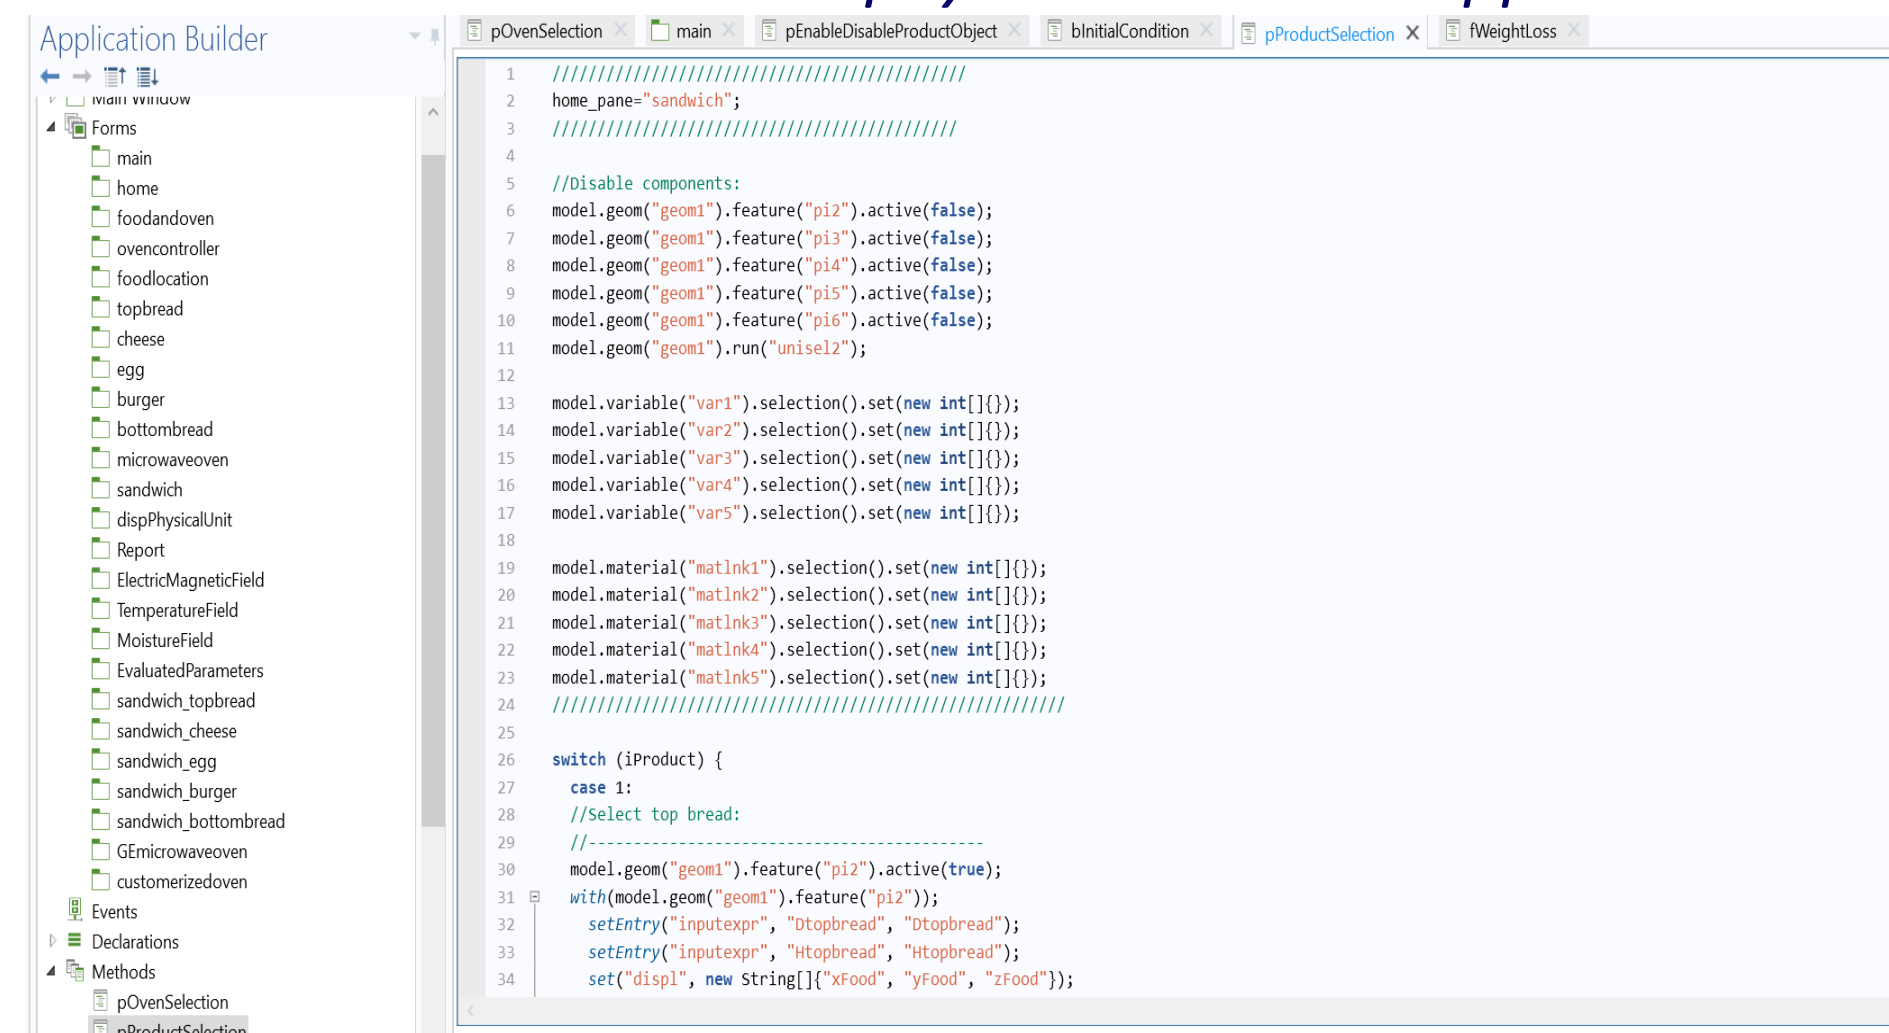 Application Builder
Main Window
Forms
main
home
foodandoven
ovencontroller
foodlocation
topbread
cheese
egg
burger
bottombread
microwaveoven
sandwich
dispPhysicalUnit
Report
ElectricMagneticField
TemperatureField
MoistureField
EvaluatedParameters
sandwich_topbread
sandwich_cheese
sandwich_egg
sandwich_burger
sandwich_bottombread
GEmicrowaveoven
customerizedoven
Events
Declarations
Methods
pOvenSelection
pProductSelection
pOvenSelection main pEnableDisableProductObject bInitialCondition pProductSelection fWeightLoss
1 //////////////////////////////////////////////
2 home_pane="sandwich";
3 /////////////////////////////////////////////
4
5 //Disable components:
6 model.geom("geom1").feature("pi2").active(false);
7 model.geom("geom1").feature("pi3").active(false);
8 model.geom("geom1").feature("pi4").active(false);
9 model.geom("geom1").feature("pi5").active(false);
10 model.geom("geom1").feature("pi6").active(false);
11 model.geom("geom1").run("unisel2");
12
13 model.variable("var1").selection().set(new int[]{});
14 model.variable("var2").selection().set(new int[]{});
15 model.variable("var3").selection().set(new int[]{});
16 model.variable("var4").selection().set(new int[]{});
17 model.variable("var5").selection().set(new int[]{});
18
19 model.material("matlnk1").selection().set(new int[]{});
20 model.material("matlnk2").selection().set(new int[]{});
21 model.material("matlnk3").selection().set(new int[]{});
22 model.material("matlnk4").selection().set(new int[]{});
23 model.material("matlnk5").selection().set(new int[]{});
24 /////////////////////////////////////////////////////////
25
26 switch (iProduct) {
27 case 1:
28 //Select top bread:
29 //--------------------------------------------
30 model.geom("geom1").feature("pi2").active(true);
31 with(model.geom("geom1").feature("pi2"));
32 setEntry("inputexpr", "Dtopbread", "Dtopbread");
33 setEntry("inputexpr", "Htopbread", "Htopbread");
34 set("displ", new String[]{"xFood", "yFood", "zFood"});